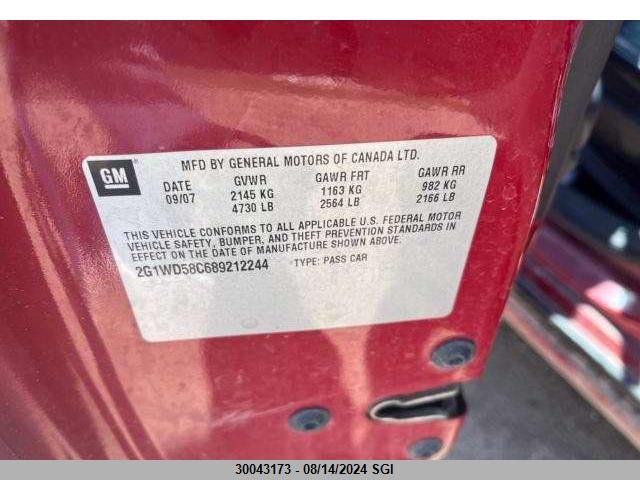 GM
MFD BY GENERAL MOTORS OF CANADA LTD.
DATE GVWR GAWR FRT GAWR RR
09/07 2145 KG 1163 KG 982 KG
4730 LB 2564 LB 2166 LB
THIS VEHICLE CONFORMS TO ALL APPLICABLE U.S. FEDERAL MOTOR
VEHICLE SAFETY, BUMPER, AND THEFT PREVENTION STANDARDS IN
EFFECT ON THE DATE OF MANUFACTURE SHOWN ABOVE.
2G1WD58C689212244 TYPE: PASS CAR
30043173 - 08/14/2024 SGI